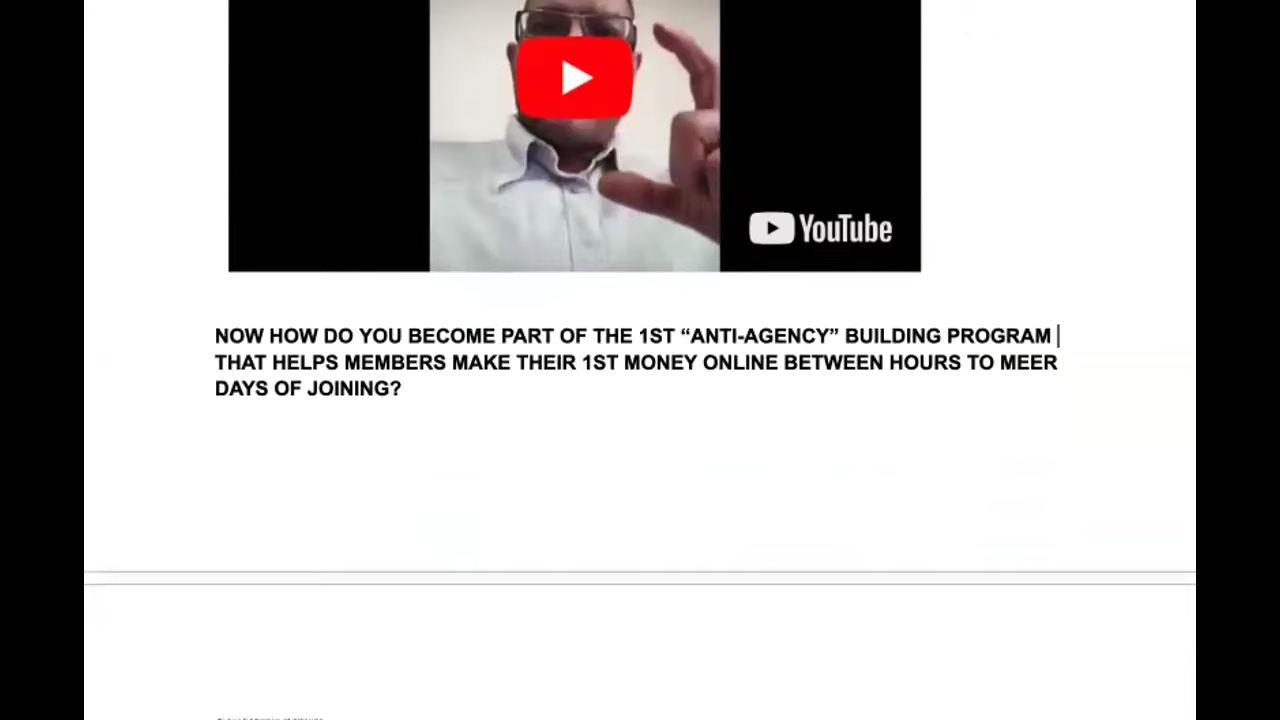 YouTube
NOW HOW DO YOU BECOME PART OF THE 1ST “ANTI-AGENCY” BUILDING PROGRAM
THAT HELPS MEMBERS MAKE THEIR 1ST MONEY ONLINE BETWEEN HOURS TO MEER
DAYS OF JOINING?